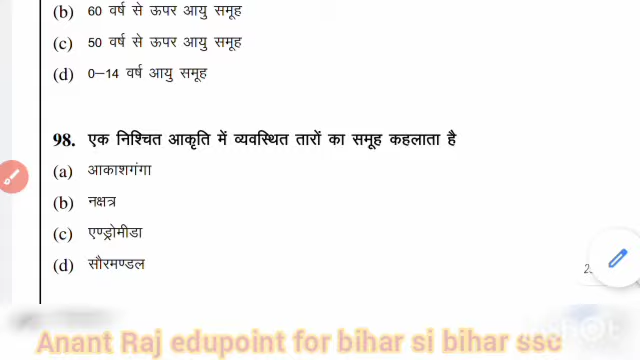 (b) 60 वर्ष से ऊपर आयु समूह
(c) 50 वर्ष से ऊपर आयु समूह
(d) 0–14 वर्ष आयु समूह
98. एक निश्चित आकृति में व्यवस्थित तारों का समूह कहलाता है
(a) आकाशगंगा
(b) नक्षत्र
(c) एण्ड्रोमीडा
(d) सौरमण्डल
Anant Raj edupoint for bihar si bihar ssc